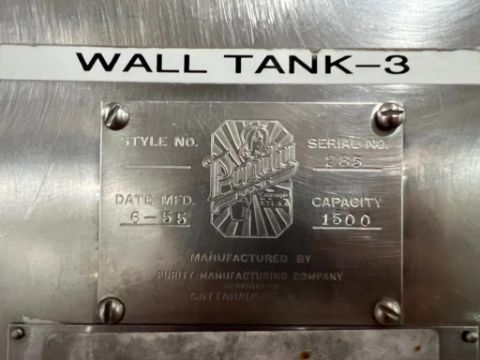 WALL TANK-3
STYLE NO.
SERIAL NO.
285
Purity
DATE MFD.
6-55
CAPACITY
1500
MANUFACTURED BY
PURITY MANUFACTURING COMPANY
INCORPORATED